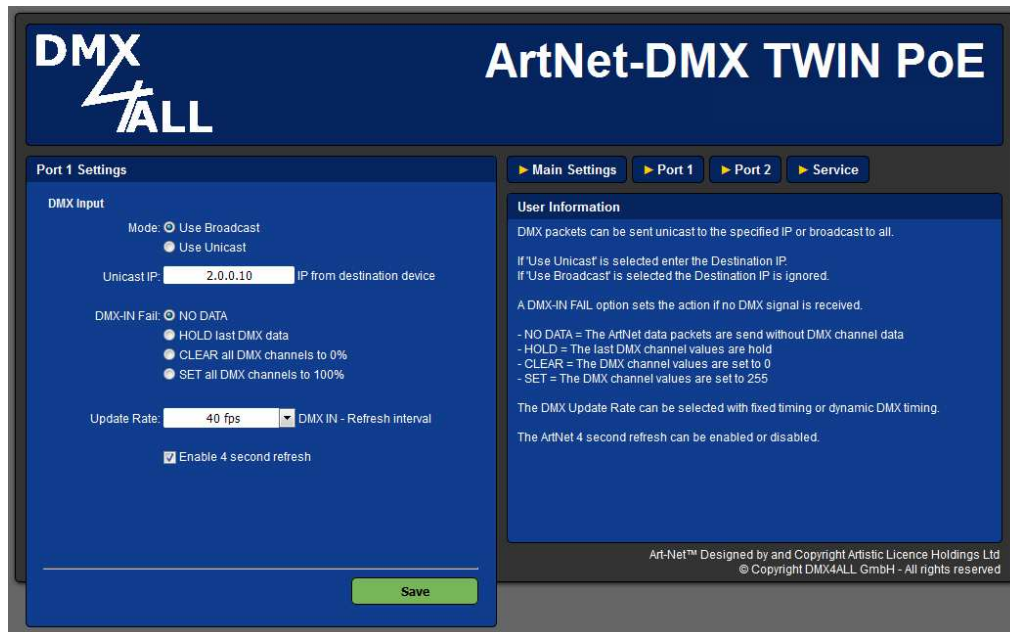 DMX
4ALL
ArtNet-DMX TWIN PoE
Port 1 Settings
DMX Input
Mode: Use Broadcast
Use Unicast
Unicast IP: 2.0.0.10 IP from destination device
DMX-IN Fail: NO DATA
HOLD last DMX data
CLEAR all DMX channels to 0%
SET all DMX channels to 100%
Update Rate: 40 fps DMX IN - Refresh interval
Enable 4 second refresh
Save
Main Settings Port 1 Port 2 Service
User Information
DMX packets can be sent unicast to the specified IP or broadcast to all.
If 'Use Unicast' is selected enter the Destination IP.
If 'Use Broadcast' is selected the Destination IP is ignored.
A DMX-IN FAIL option sets the action if no DMX signal is received.
- NO DATA = The ArtNet data packets are send without DMX channel data
- HOLD = The last DMX channel values are hold
- CLEAR = The DMX channel values are set to 0
- SET = The DMX channel values are set to 255
The DMX Update Rate can be selected with fixed timing or dynamic DMX timing.
The ArtNet 4 second refresh can be enabled or disabled.
Art-Net™ Designed by and Copyright Artistic Licence Holdings Ltd
© Copyright DMX4ALL GmbH - All rights reserved